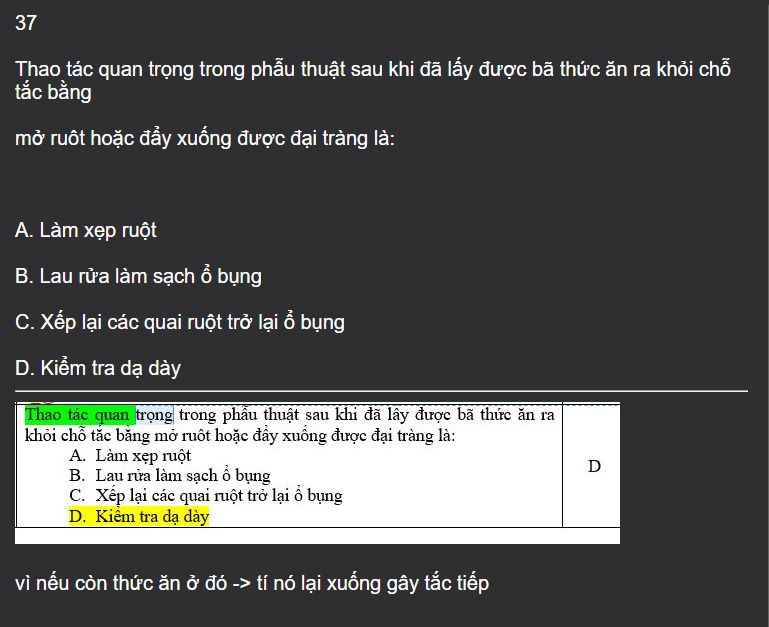 37
Thao tác quan trọng trong phẫu thuật sau khi đã lấy được bã thức ăn ra khỏi chỗ
tắc bằng
mở ruôt hoặc đẩy xuống được đại tràng là:
A. Làm xẹp ruột
B. Lau rửa làm sạch ổ bụng
C. Xếp lại các quai ruột trở lại ổ bụng
D. Kiểm tra dạ dày
Thao tác quan trọng trong phẫu thuật sau khi đã lấy được bã thức ăn ra
khỏi chỗ tắc bằng mở ruôt hoặc đẩy xuống được đại tràng là:
A. Làm xẹp ruột
B. Lau rửa làm sạch ổ bụng
C. Xếp lại các quai ruột trở lại ổ bụng
D. Kiểm tra dạ dày
D
vì nếu còn thức ăn ở đó -> tí nó lại xuống gây tắc tiếp